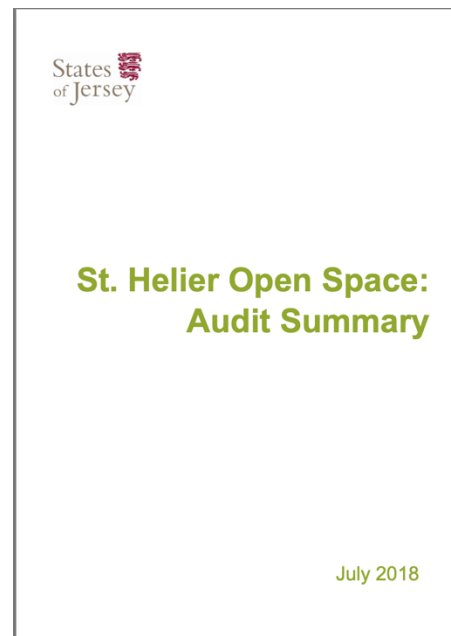 States
of Jersey
St. Helier Open Space:
Audit Summary
July 2018